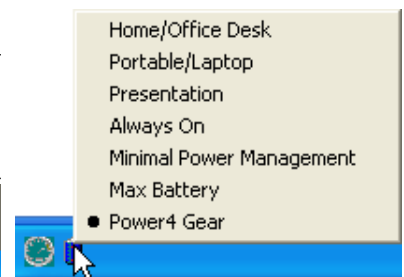 Home/Office Desk
Portable/Laptop
Presentation
Always On
Minimal Power Management
Max Battery
Power4 Gear